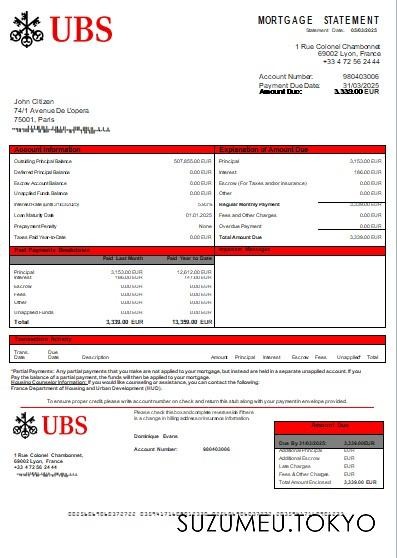 UBS
MORTGAGE STATEMENT
Statement Date: 05/03/2025
1 Rue Colonel Chambonnet
69002 Lyon, France
+33 4 72 56 24 44
Account Number: 980403006
Payment Due Date: 31/03/2025
Amount Due: 3,339.00 EUR
John Citizen
74/1 Avenue De L'opera
75001, Paris
Account Information
Outstanding Principal Balance 507,855.00 EUR
Deferred Principal Balance 0.00 EUR
Escrow Account Balance 0.00 EUR
Unapplied Funds Balance 0.00 EUR
Loan Maturity Date 01.01.2025
Prepayment Penalty None
Taxes Paid Year-to-Date 0.00 EUR
Explanation of Amount Due
Principal 3,153.00 EUR
Interest 186.00 EUR
Escrow (For Taxes and/or insurance) 0.00 EUR
Other 0.00 EUR
Regular Monthly Payment 3,339.00 EUR
Fees and Other Charges 0.00 EUR
Overdue Payment 0.00 EUR
Total Amount Due 3,339.00 EUR
Past Payments Breakdown
Paid Last Month Paid Year to Date
Principal 3,153.00 EUR 12,612.00 EUR
Interest 186.00 EUR
Escrow 0.00 EUR 0.00 EUR
Fees 0.00 EUR 0.00 EUR
Other 0.00 EUR 0.00 EUR
Unapplied Funds 0.00 EUR 0.00 EUR
Total 3,339.00 EUR 13,359.00 EUR
Important Messages
Transaction Activity
Trans. Date Due Date Description Amount Principal Interest Escrow Fees Unapplied* Total
*Partial Payments: Any partial payments that you make are not applied to your mortgage, but instead are held in a separate unapplied account. If you
Pay the balance of a partial payment, the funds will then be applied to your mortgage.
Housing Counselor Information: If you would like counseling or assistance, you can contact the following:
France Department of Housing and Urban Development (HUD).
To ensure proper credit please write account number on check and return this stub along with your payment in envelope provided.
UBS
1 Rue Colonel Chambonnet,
69002 Lyon, France
+33 4 72 56 24 44
Please check this box and complete reverse side if there
is a change in billing address or insurance information.
Dominique Evans
Account Number: 980403006
Amount Due
Due By 31/03/2025: 3,339.00EUR
Additional Principal EUR
Additional Escrow EUR
Late Charges EUR
Fees & Other Charges EUR
Total Amount Enclosed EUR
SUZUMEU.TOKYO